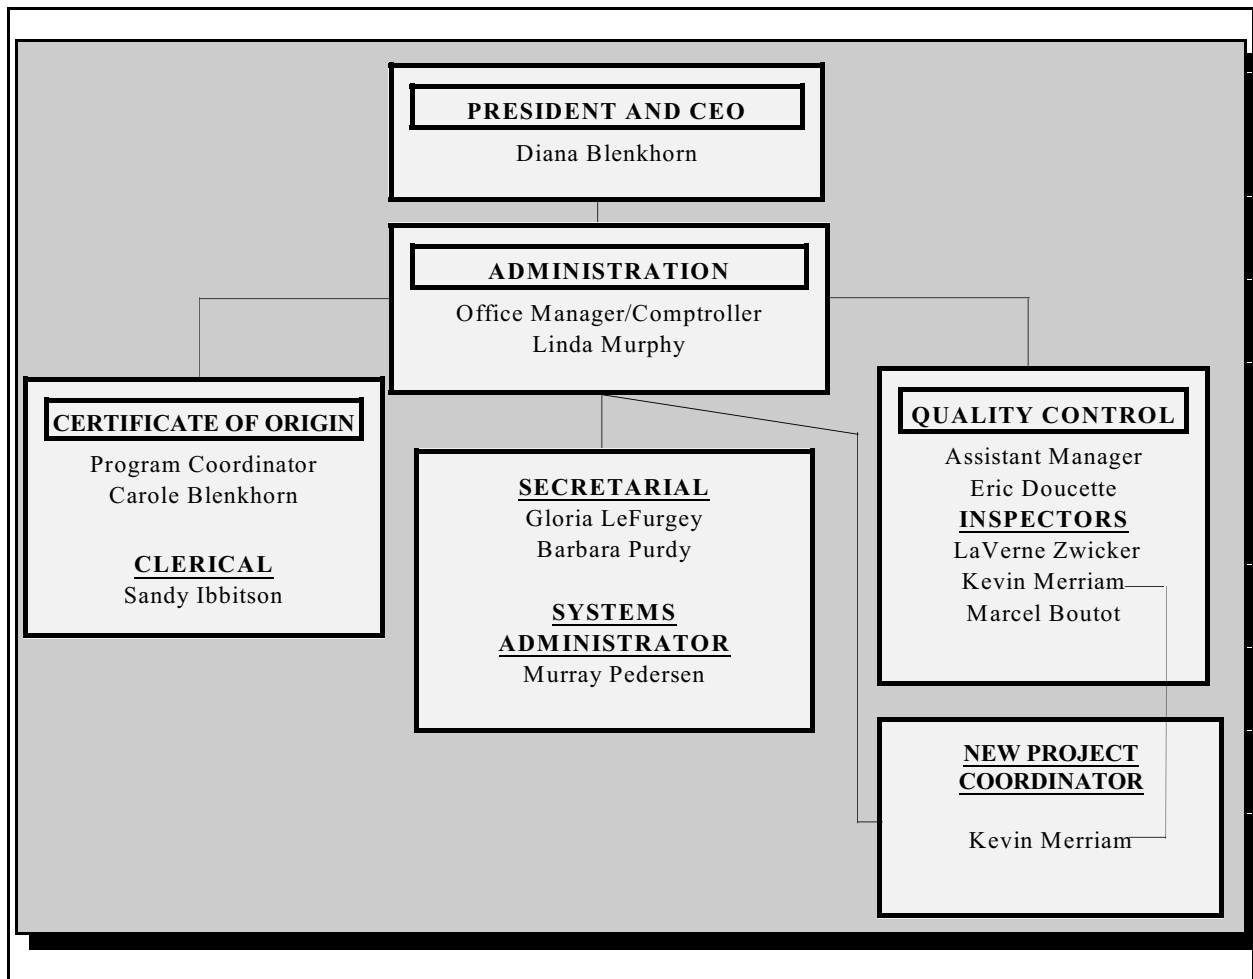 PRESIDENT AND CEO
Diana Blenkhorn
ADMINISTRATION
Office Manager/Comptroller
Linda Murphy
CERTIFICATE OF ORIGIN
Program Coordinator
Carole Blenkhorn
CLERICAL
Sandy Ibbitson
SECRETARIAL
Gloria LeFurgey
Barbara Purdy
SYSTEMS
ADMINISTRATOR
Murray Pedersen
QUALITY CONTROL
Assistant Manager
Eric Doucette
INSPECTORS
LaVerne Zwicker
Kevin Merriam
Marcel Boutot
NEW PROJECT
COORDINATOR
Kevin Merriam